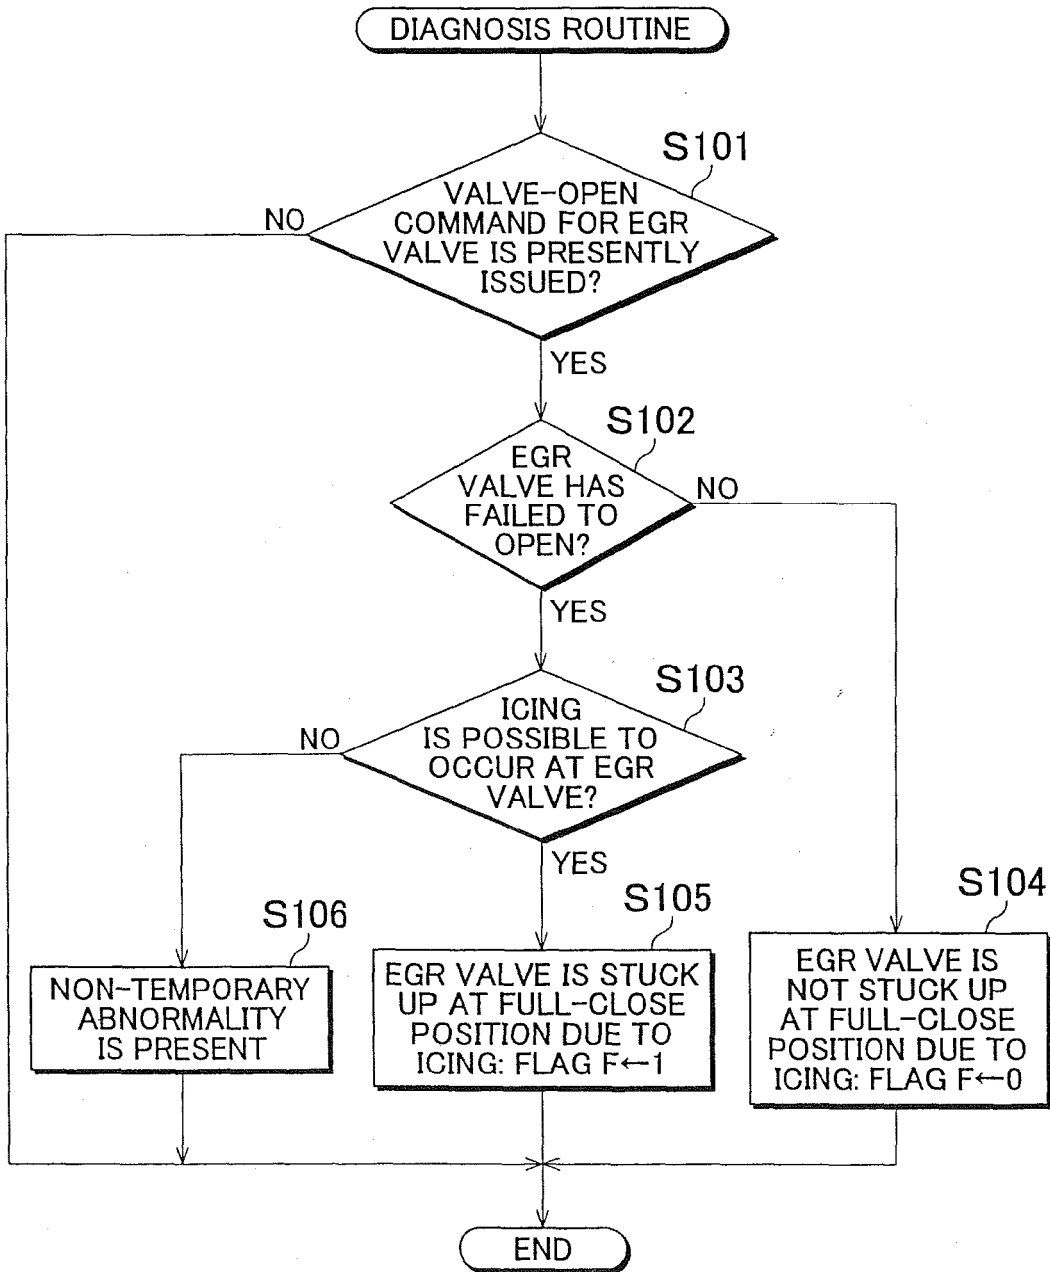 DIAGNOSIS ROUTINE
S101
VALVE-OPEN
COMMAND FOR EGR
VALVE IS PRESENTLY
ISSUED?
NO
YES
S102
EGR
VALVE HAS
FAILED TO
OPEN?
NO
YES
S103
ICING
IS POSSIBLE TO
OCCUR AT EGR
VALVE?
NO
YES
S106
NON-TEMPORARY
ABNORMALITY
IS PRESENT
S105
EGR VALVE IS STUCK
UP AT FULL-CLOSE
POSITION DUE TO
ICING: FLAG F←1
S104
EGR VALVE IS
NOT STUCK UP
AT FULL-CLOSE
POSITION DUE TO
ICING: FLAG F←0
END